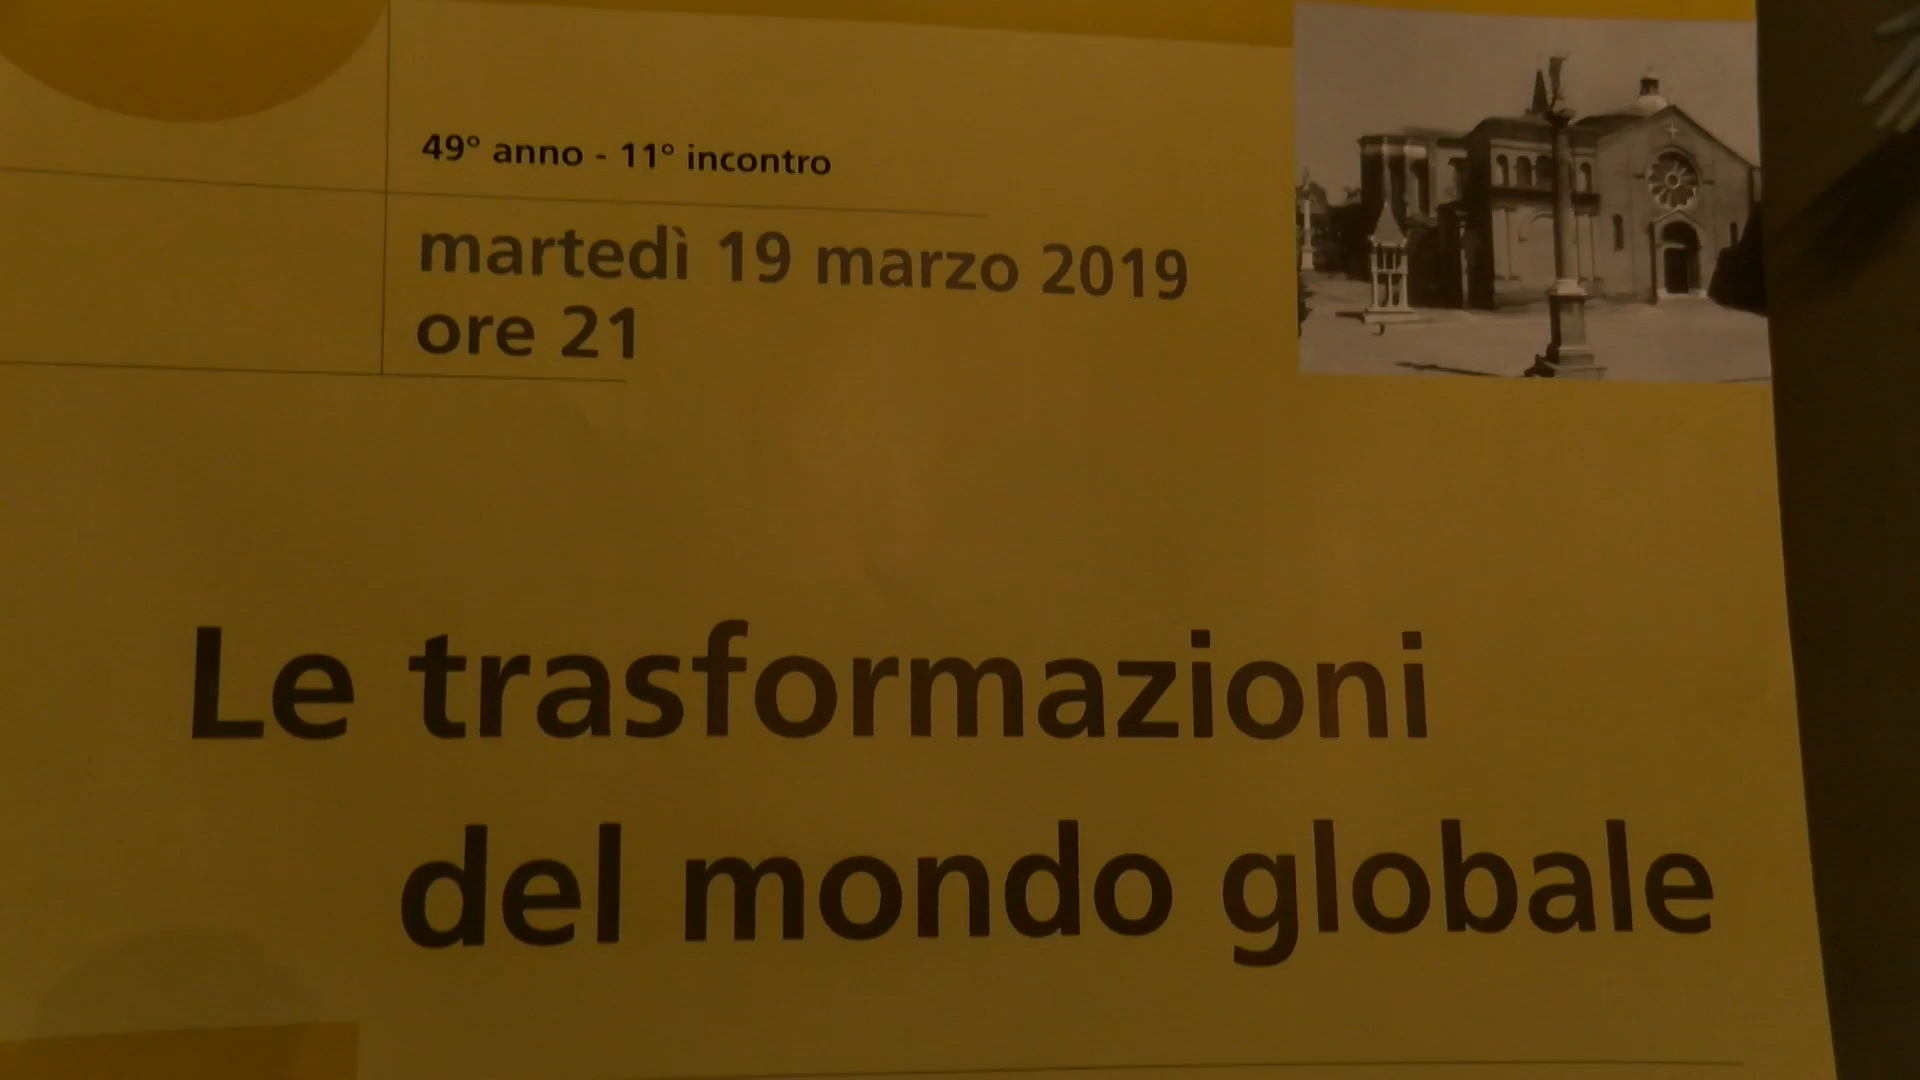 49° anno - 11° incontro
martedì 19 marzo 2019
ore 21
Le trasformazioni
del mondo globale